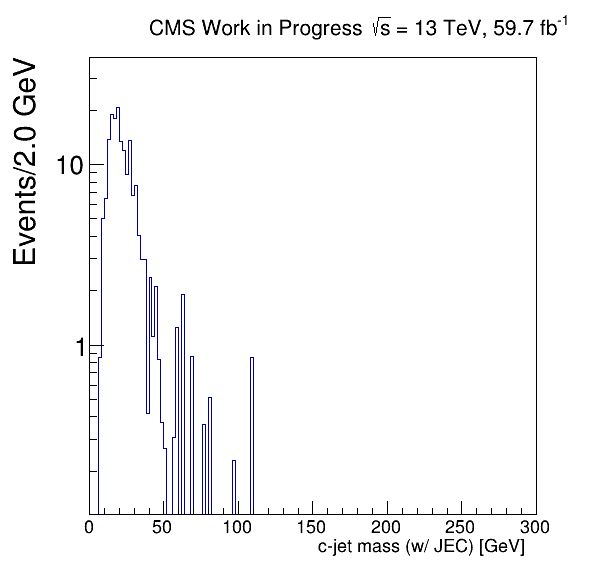 CMS Work in Progress √s = 13 TeV, 59.7 fb⁻¹
Events/2.0 GeV
10
1
0 50 100 150 200 250 300
c-jet mass (w/ JEC) [GeV]